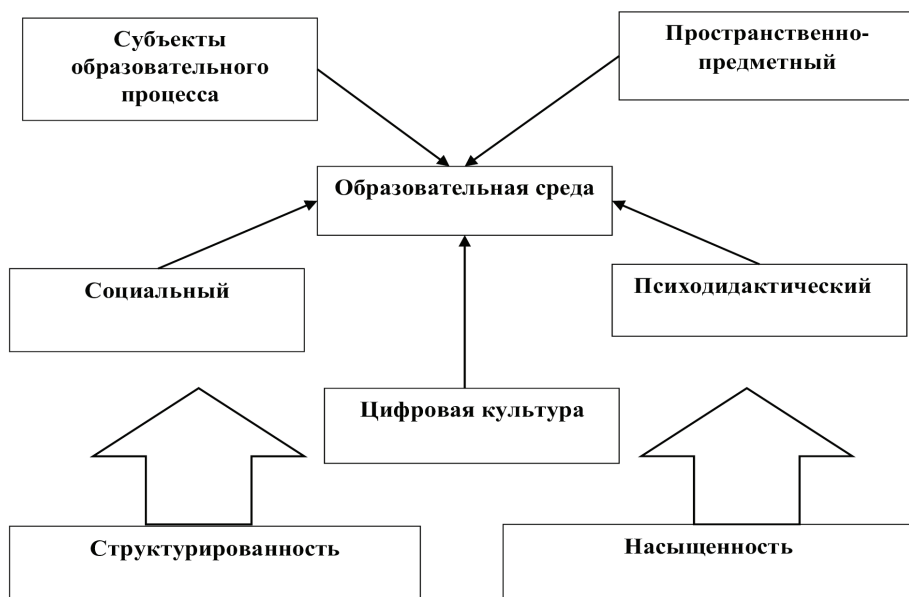 Субъекты
образовательного
процесса
Пространственно-
предметный
Образовательная среда
Социальный
Психодидактический
Цифровая культура
Структурированность
Насыщенность